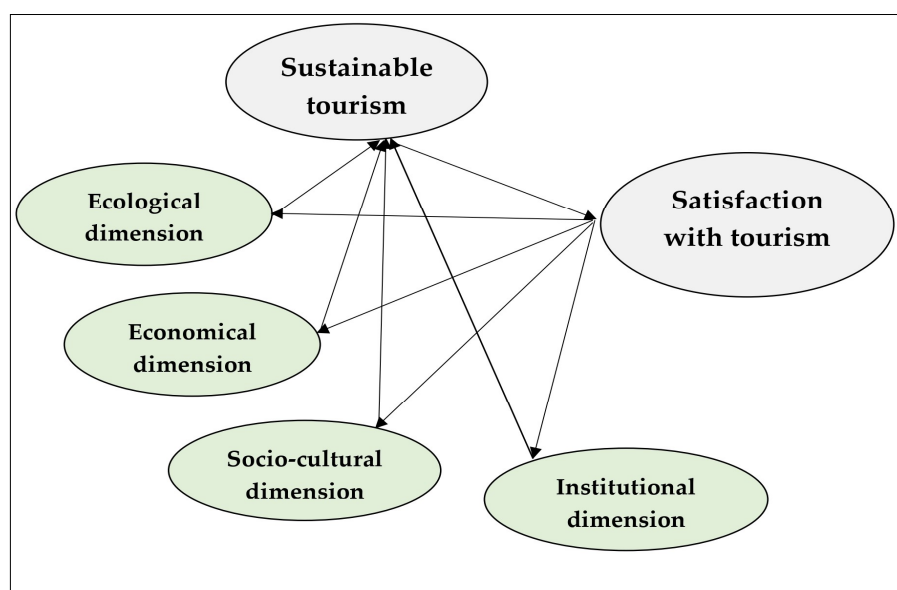 Sustainable
tourism
Ecological
dimension
Satisfaction
with tourism
Economical
dimension
Socio-cultural
dimension
Institutional
dimension